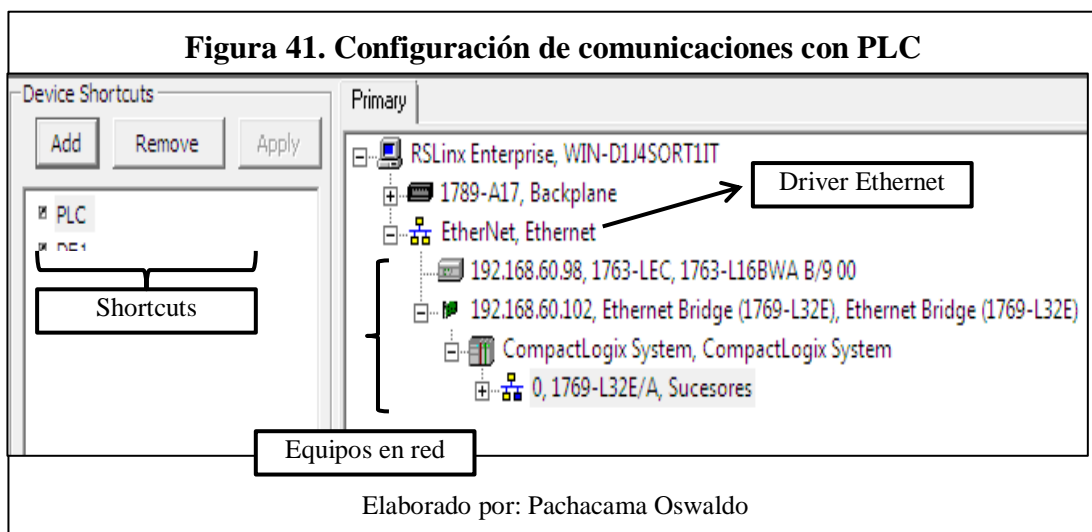 Figura 41. Configuración de comunicaciones con PLC
Device Shortcuts
Add
Remove
Apply
PLC
Shortcuts
Primary
RSLinx Enterprise, WIN-D1J4SORT1IT
1789-A17, Backplane
Driver Ethernet
EtherNet, Ethernet
192.168.60.98, 1763-LEC, 1763-L16BWA B/9 00
192.168.60.102, Ethernet Bridge (1769-L32E), Ethernet Bridge (1769-L32E)
CompactLogix System, CompactLogix System
0, 1769-L32E/A, Sucesores
Equipos en red
Elaborado por: Pachacama Oswaldo